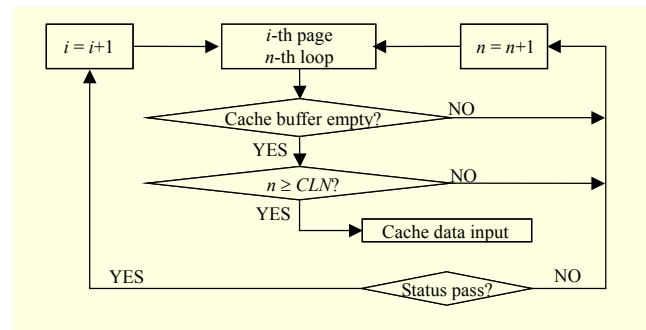 i = i+1
i-th page
n-th loop
n = n+1
Cache buffer empty?
NO
YES
n ≥ CLN?
NO
YES
Cache data input
YES
Status pass?
NO